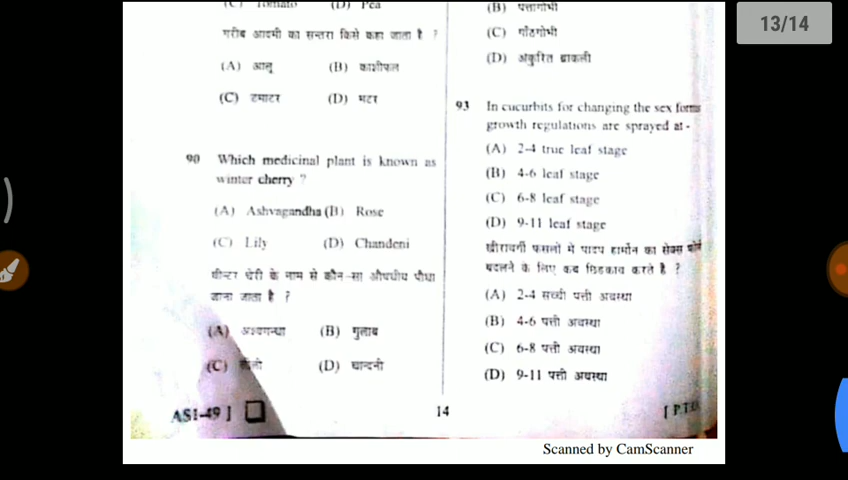 (C) Tomato (D) Pea
गरीब आदमी का सन्तरा किसे कहा जाता है ?
(A) आलू (B) काशीफल
(C) टमाटर (D) मटर
90 Which medicinal plant is known as
winter cherry ?
(A) Ashvagandha (B) Rose
(C) Lily (D) Chandeni
वीन्टर चेरी के नाम से कौन-सा औषधीय पौधा
जाना जाता है ?
(A) अश्वगन्धा (B) गुलाब
(C) लीली (D) चान्दनी
AS1-49 ]
(B) पत्तागोभी
(C) गाँठगोभी
(D) अंकुरित ब्राकली
93 In cucurbits for changing the sex forms
growth regulations are sprayed at -
(A) 2-4 true leaf stage
(B) 4-6 leaf stage
(C) 6-8 leaf stage
(D) 9-11 leaf stage
खीरावर्गी फसलों में पादप हार्मोन का सेक्स फोर्म
बदलने के लिए कब छिडकाव करते है ?
(A) 2-4 सच्ची पत्ती अवस्था
(B) 4-6 पत्ती अवस्था
(C) 6-8 पत्ती अवस्था
(D) 9-11 पत्ती अवस्था
14
[ P.T.O.
Scanned by CamScanner
13/14